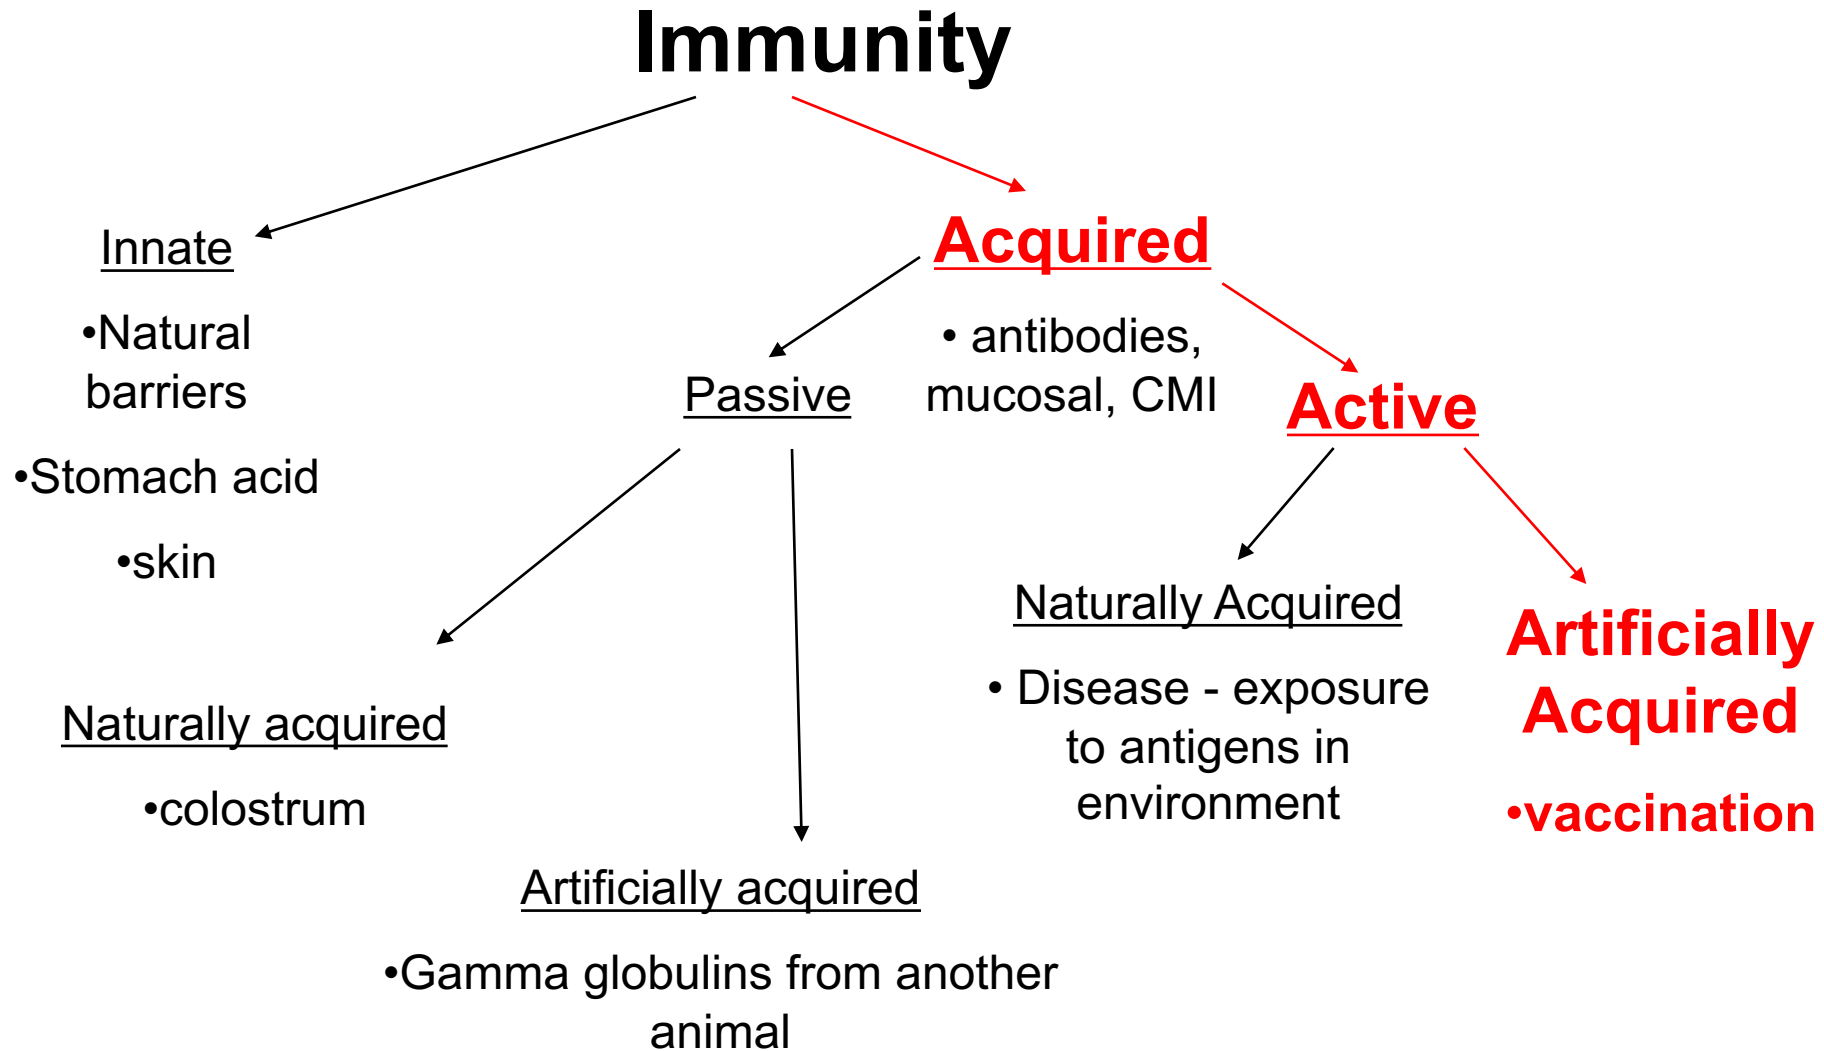 Immunity
Innate
•Natural
barriers
•Stomach acid
•skin
Acquired
• antibodies,
mucosal, CMI
Passive
Active
Naturally acquired
•colostrum
Artificially acquired
•Gamma globulins from another
animal
Naturally Acquired
• Disease - exposure
to antigens in
environment
Artificially
Acquired
•vaccination